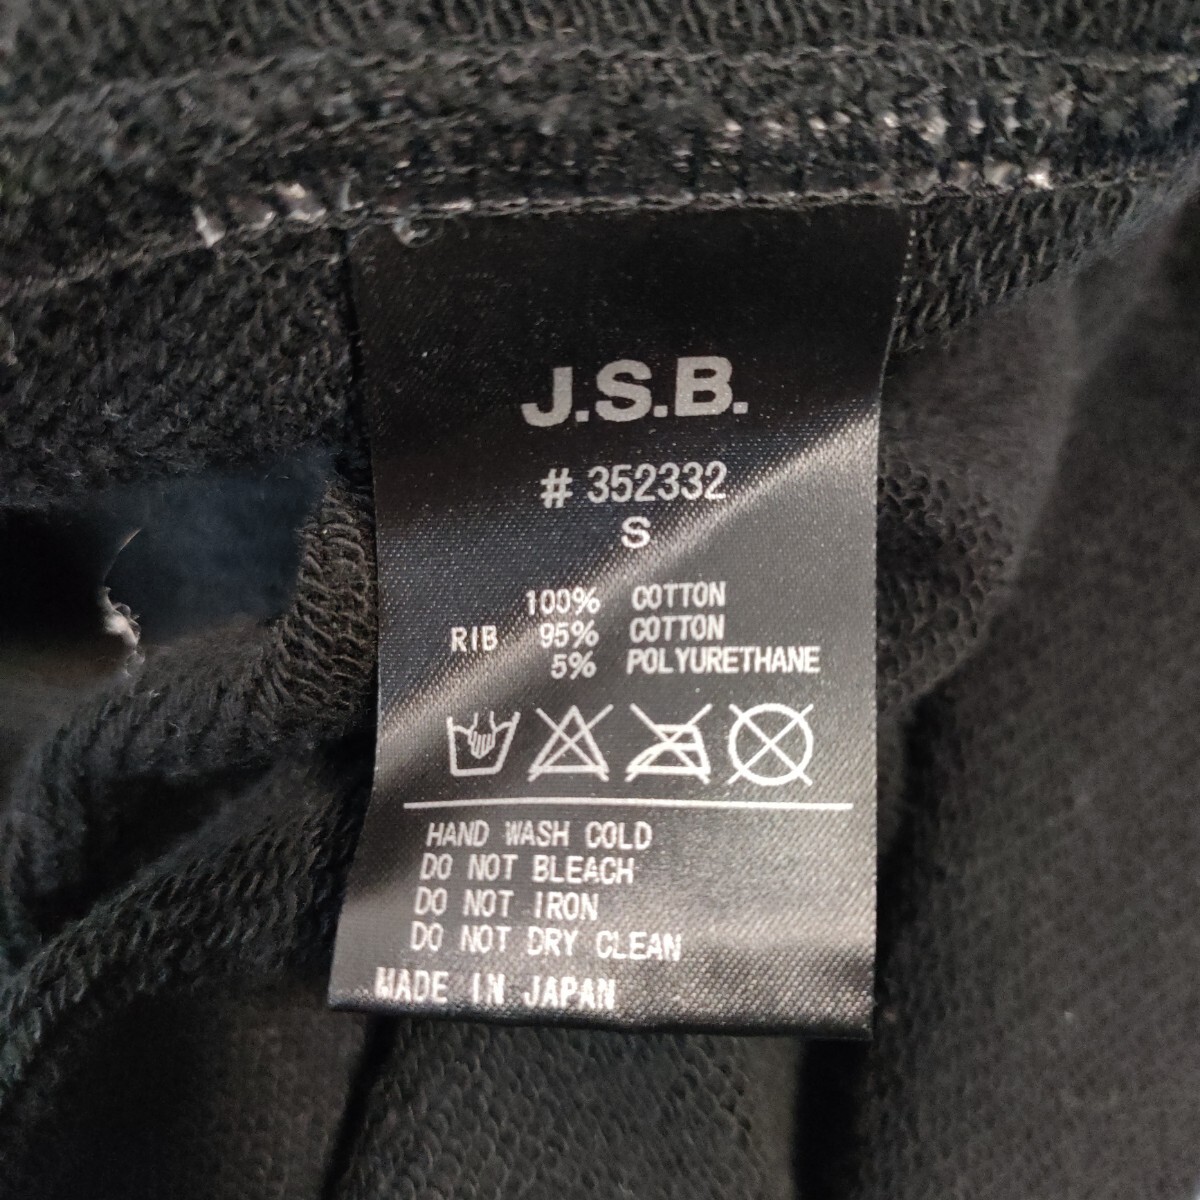 J.S.B.
# 352332
S
100% COTTON
RIB 95% COTTON
5% POLYURETHANE
HAND WASH COLD
DO NOT BLEACH
DO NOT IRON
DO NOT DRY CLEAN
MADE IN JAPAN